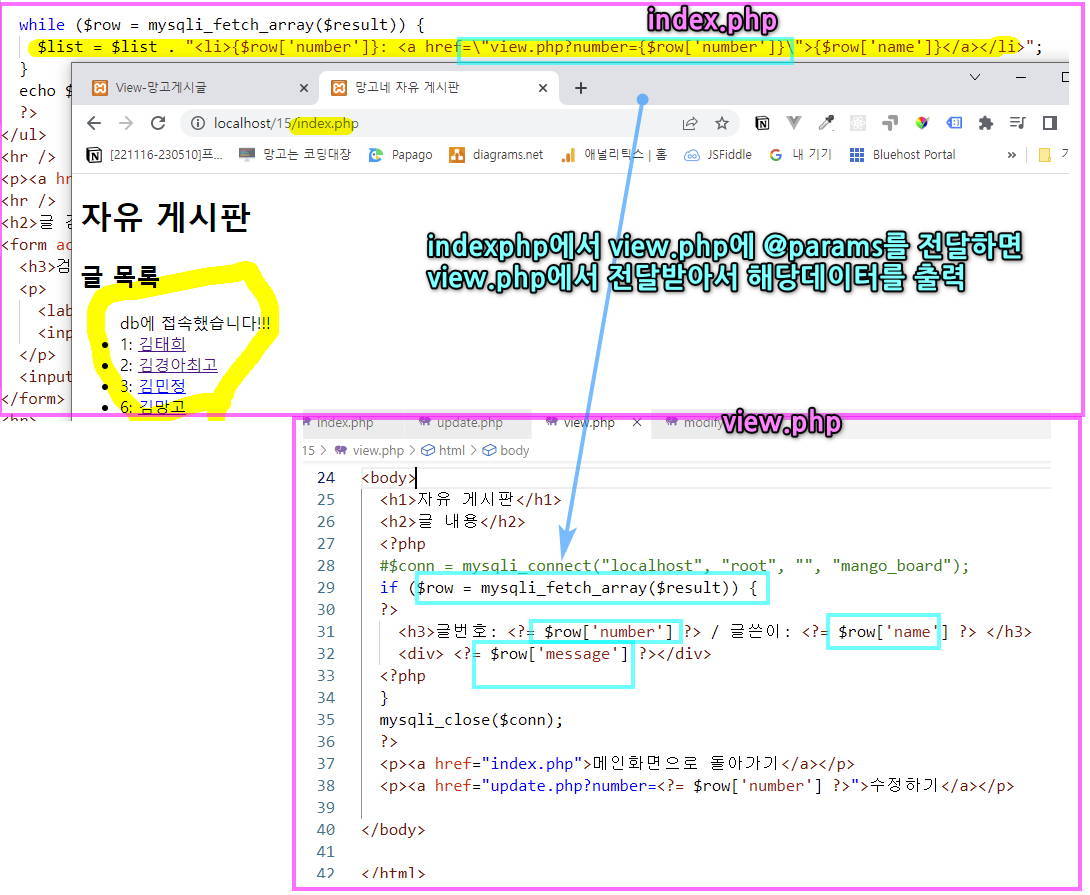 index.php
while ($row = mysqli_fetch_array($result)) {
$list = $list . "<li>{$row['number']}: <a href=\"view.php?number={$row['number']}\">{$row['name']}</a></li>";
}
echo $
?>
</ul>
<hr />
<p><a hr
<hr />
<h2>글
<form ac
<h3>검
<p>
<lab
<inp
</p>
<input
</form>
View-망고게시글
망고네 자유 게시판
localhost/15/index.php
[221116-230510]프...
망고는 코딩대장
Papago
diagrams.net
애널리틱스 | 홈
JSFiddle
내 기기
Bluehost Portal
»
자유 게시판
글 목록
db에 접속했습니다!!!
1: 김태희
2: 김경아최고
3: 김민정
6: 김망고
indexphp에서 view.php에 @params를 전달하면
view.php에서 전달받아서 해당데이터를 출력
view.php
index.php update.php view.php modify
15 > view.php > html > body
24 <body>
25 <h1>자유 게시판</h1>
26 <h2>글 내용</h2>
27 <?php
28 #$conn = mysqli_connect("localhost", "root", "", "mango_board");
29 if ($row = mysqli_fetch_array($result)) {
30 ?>
31 <h3>글번호: <?= $row['number'] ?> / 글쓴이: <?= $row['name'] ?> </h3>
32 <div> <?= $row['message'] ?></div>
33 <?php
34 }
35 mysqli_close($conn);
36 ?>
37 <p><a href="index.php">메인화면으로 돌아가기</a></p>
38 <p><a href="update.php?number=<?= $row['number'] ?>">수정하기</a></p>
39
40 </body>
41
42 </html>